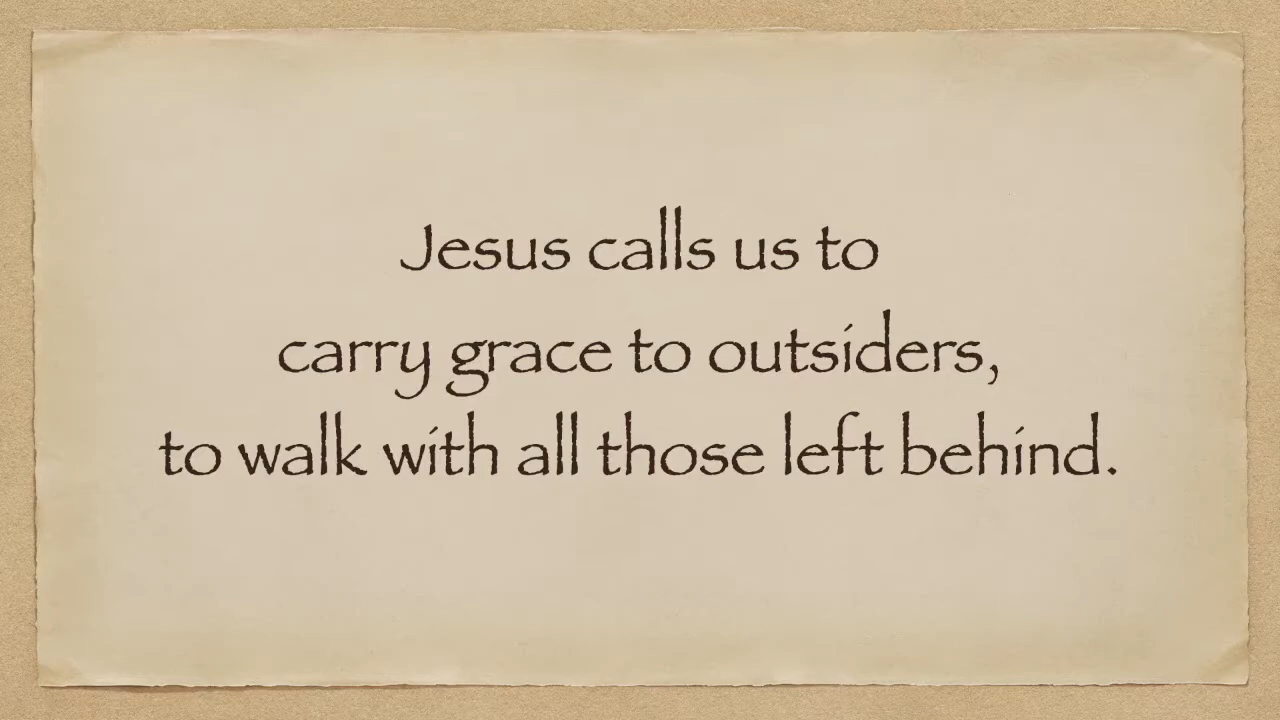 Jesus calls us to
carry grace to outsiders,
to walk with all those left behind.